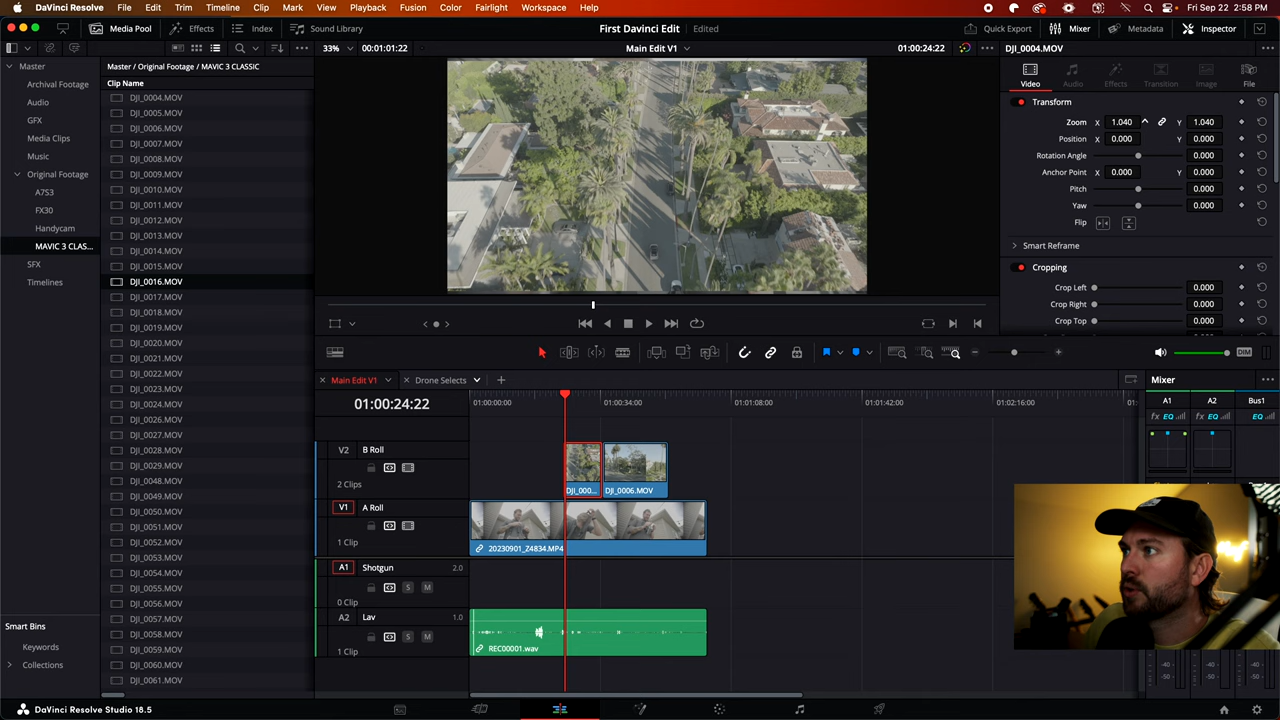 DaVinci Resolve File Edit Trim Timeline Clip Mark View Playback Fusion Color Fairlight Workspace Help
Fri Sep 22 2:58 PM
Media Pool Effects Index Sound Library
First Davinci Edit Edited
Quick Export Mixer Metadata Inspector
33% 00:01:01:22
Main Edit V1
01:00:24:22
DJI_0004.MOV
Master
Archival Footage
Audio
GFX
Media Clips
Music
Original Footage
A7S3
FX30
Handycam
MAVIC 3 CLAS...
SFX
Timelines
Smart Bins
Keywords
Collections
Master / Original Footage / MAVIC 3 CLASSIC
Clip Name
DJI_0004.MOV
DJI_0005.MOV
DJI_0006.MOV
DJI_0007.MOV
DJI_0008.MOV
DJI_0009.MOV
DJI_0010.MOV
DJI_0011.MOV
DJI_0012.MOV
DJI_0013.MOV
DJI_0014.MOV
DJI_0015.MOV
DJI_0016.MOV
DJI_0017.MOV
DJI_0018.MOV
DJI_0019.MOV
DJI_0020.MOV
DJI_0021.MOV
DJI_0022.MOV
DJI_0023.MOV
DJI_0024.MOV
DJI_0026.MOV
DJI_0027.MOV
DJI_0028.MOV
DJI_0029.MOV
DJI_0048.MOV
DJI_0049.MOV
DJI_0050.MOV
DJI_0051.MOV
DJI_0052.MOV
DJI_0053.MOV
DJI_0054.MOV
DJI_0055.MOV
DJI_0056.MOV
DJI_0057.MOV
DJI_0058.MOV
DJI_0059.MOV
DJI_0060.MOV
DJI_0061.MOV
Video Audio Effects Transition Image File
Transform
Zoom X 1.040 Y 1.040
Position X 0.000 Y 0.000
Rotation Angle 0.000
Anchor Point X 0.000 Y 0.000
Pitch 0.000
Yaw 0.000
Flip
Smart Reframe
Cropping
Crop Left 0.000
Crop Right 0.000
Crop Top 0.000
DIM
Main Edit V1 Drone Selects
01:00:24:22
01:00:00:00 01:00:34:00 01:01:08:00 01:01:42:00 01:02:16:00 01:
V2 B Roll
2 Clips
DJI_000... DJI_0006.MOV
V1 A Roll
1 Clip
20230901_Z4834.MP4
A1 Shotgun 2.0
S M
0 Clip
A2 Lav 1.0
S M
1 Clip
REC00001.wav
Mixer
A1 A2 Bus1
fx EQ fx EQ EQ
-40 -40 -40
DaVinci Resolve Studio 18.5